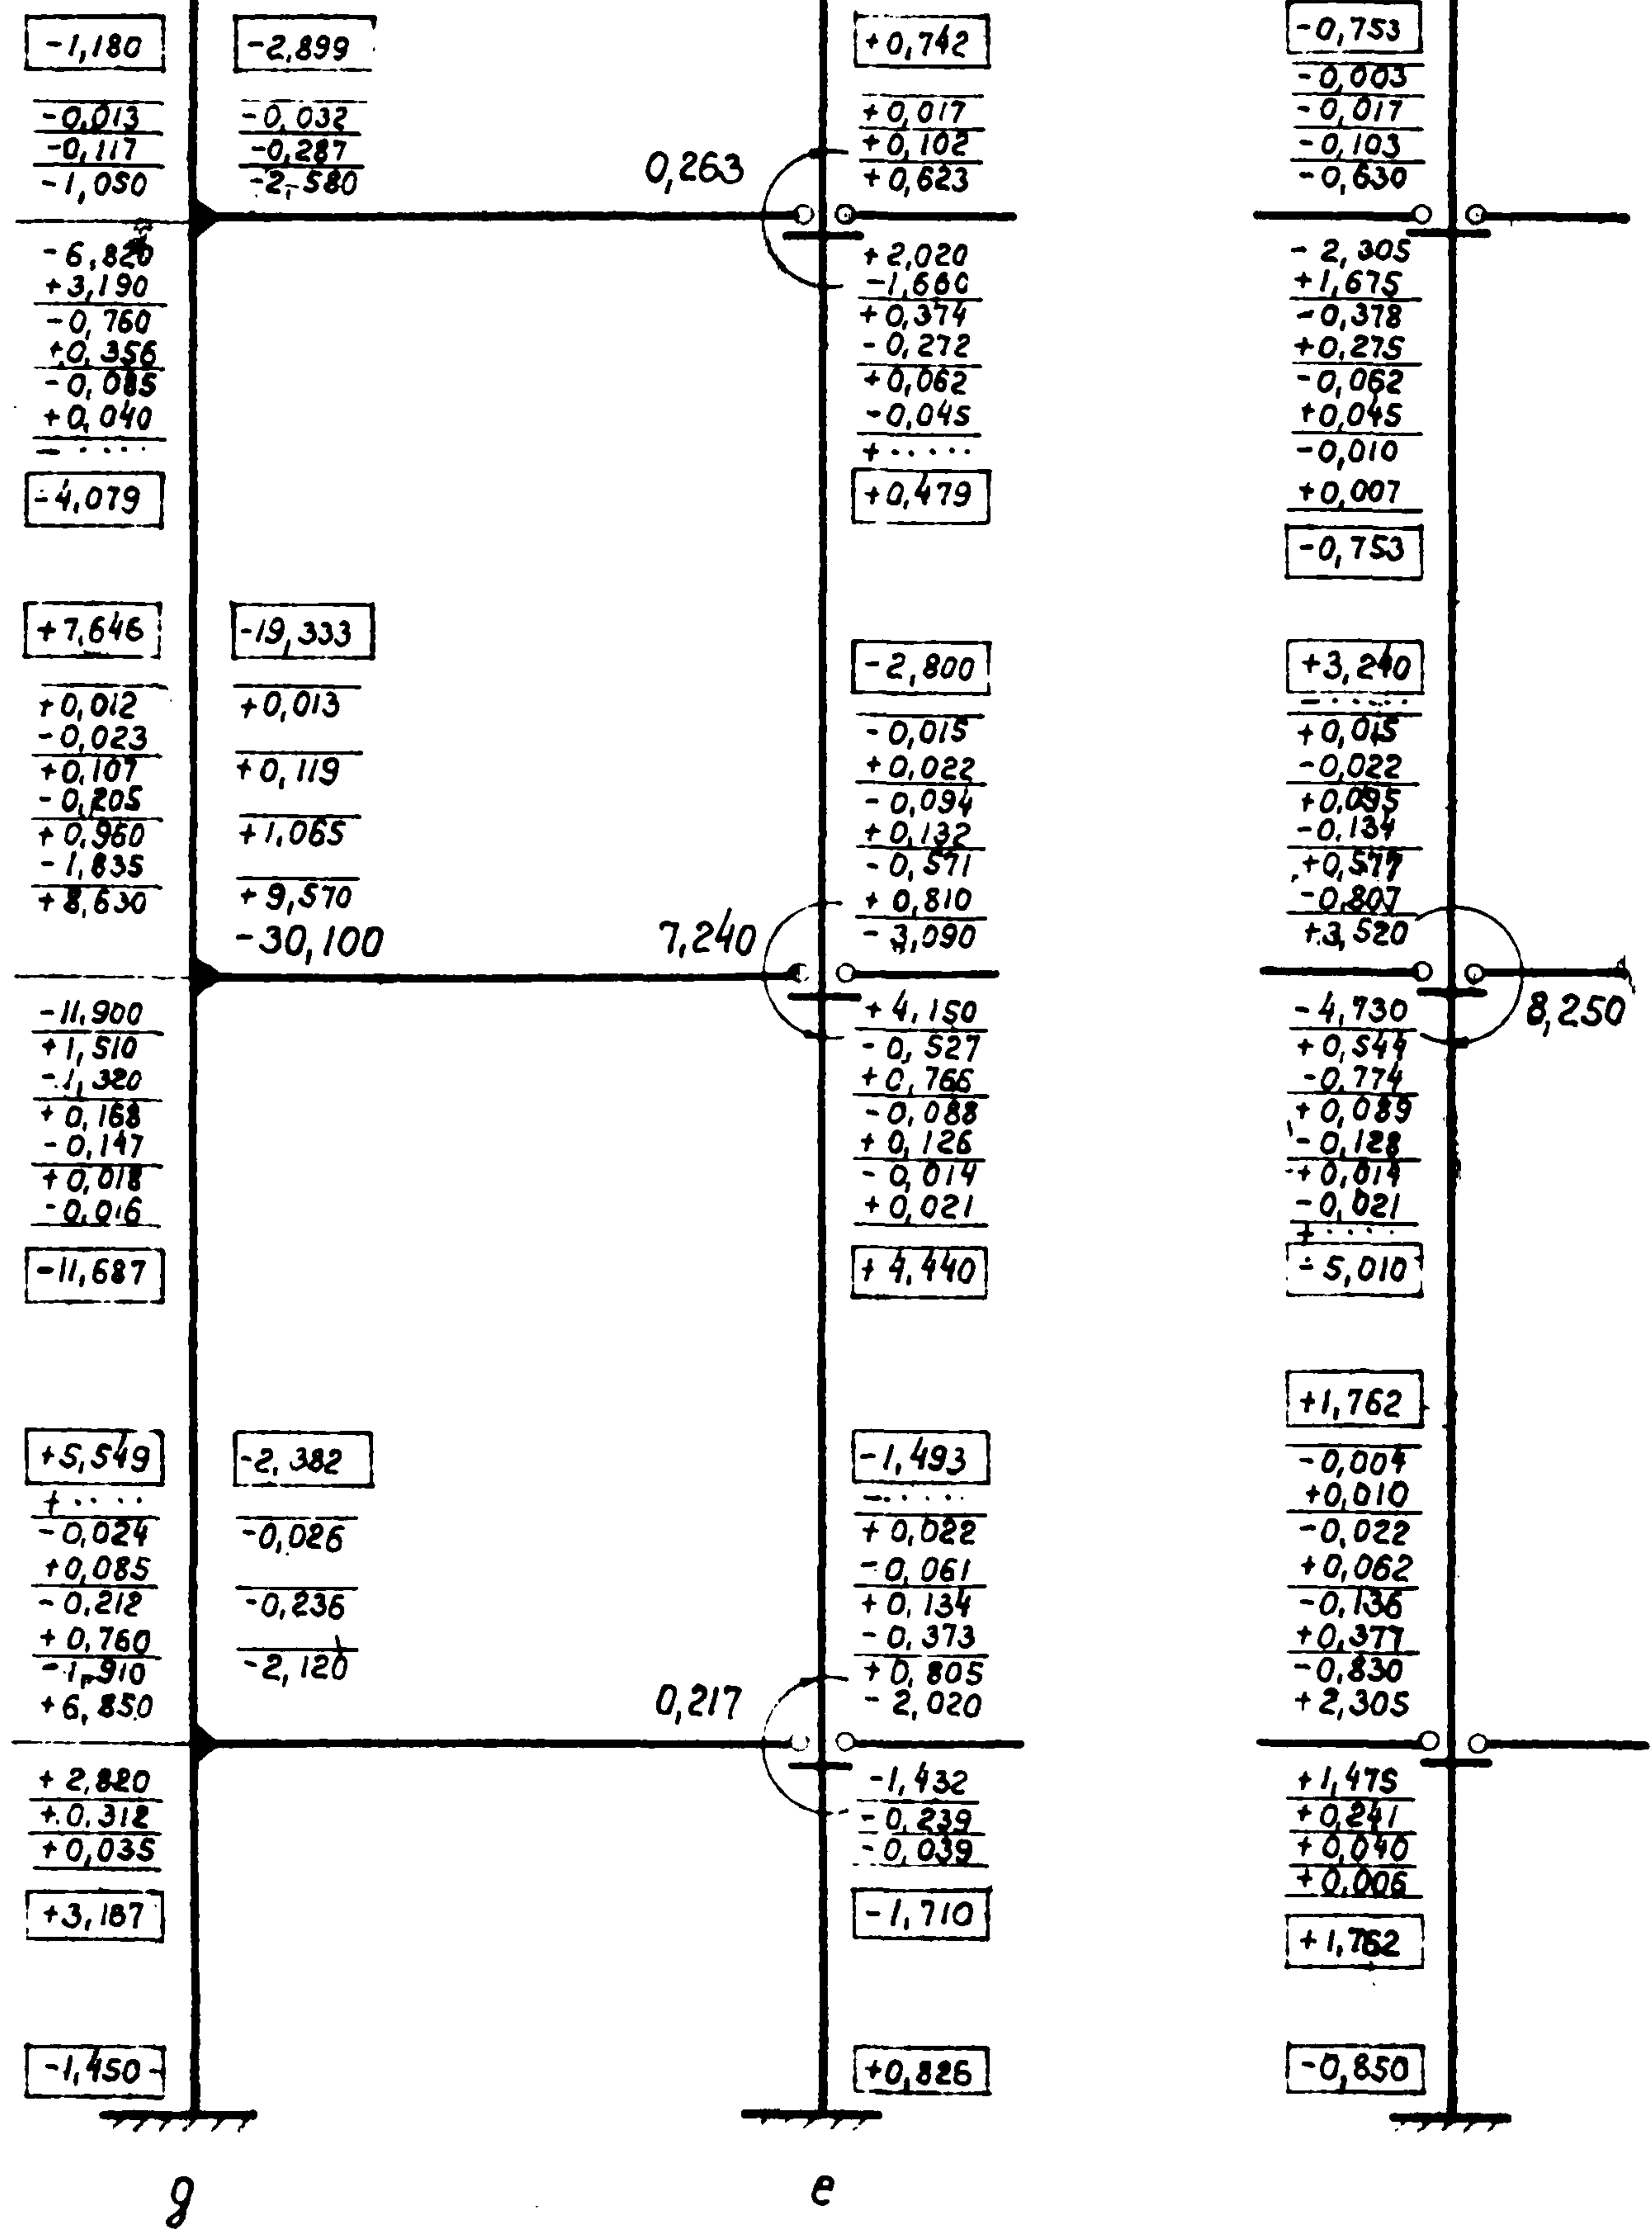 -1,180 -2,899 +0,742 -0,753
-0,003
-0,013 -0,032 +0,017 -0,017
-0,117 -0,287 +0,102 -0,103
-1,050 -2,580 0,263 +0,623 -0,630
-6,820 +2,020 -2,305
+3,190 -1,660 +1,675
-0,760 +0,374 -0,378
+0,356 -0,272 +0,275
-0,085 +0,062 -0,062
+0,040 -0,045 +0,045
- ···· + ····· -0,010
-4,079 +0,479 +0,007
-0,753
+7,646 -19,333
-2,800 +3,240
- ·····
+0,012 +0,013 -0,015 +0,015
-0,023 +0,022 -0,022
+0,107 +0,119 -0,094 +0,095
-0,205 +0,132 -0,134
+0,960 +1,065 -0,571 +0,577
-1,835 +0,810 -0,807
+8,630 +9,570 -3,090 +3,520
-30,100 7,240
-11,900 +4,150 -4,730 8,250
+1,510 -0,527 +0,544
-1,320 +0,766 -0,774
+0,168 -0,088 +0,089
-0,147 +0,126 -0,128
+0,018 -0,014 +0,014
-0,016 +0,021 -0,021
+ ····
-11,687 +4,440 -5,010
+1,762
+5,549 -2,382 -1,493 -0,004
+ ···· - ····· +0,010
-0,024 -0,026 +0,022 -0,022
+0,085 -0,061 +0,062
-0,212 -0,236 +0,134 -0,136
+0,760 -0,373 +0,377
-1,910 -2,120 +0,805 -0,830
+6,850 0,217 -2,020 +2,305
+2,820 -1,432 +1,475
+0,312 -0,239 +0,241
+0,035 -0,039 +0,040
+0,006
+3,187 -1,710 +1,762
-1,450 +0,826 -0,850
g e